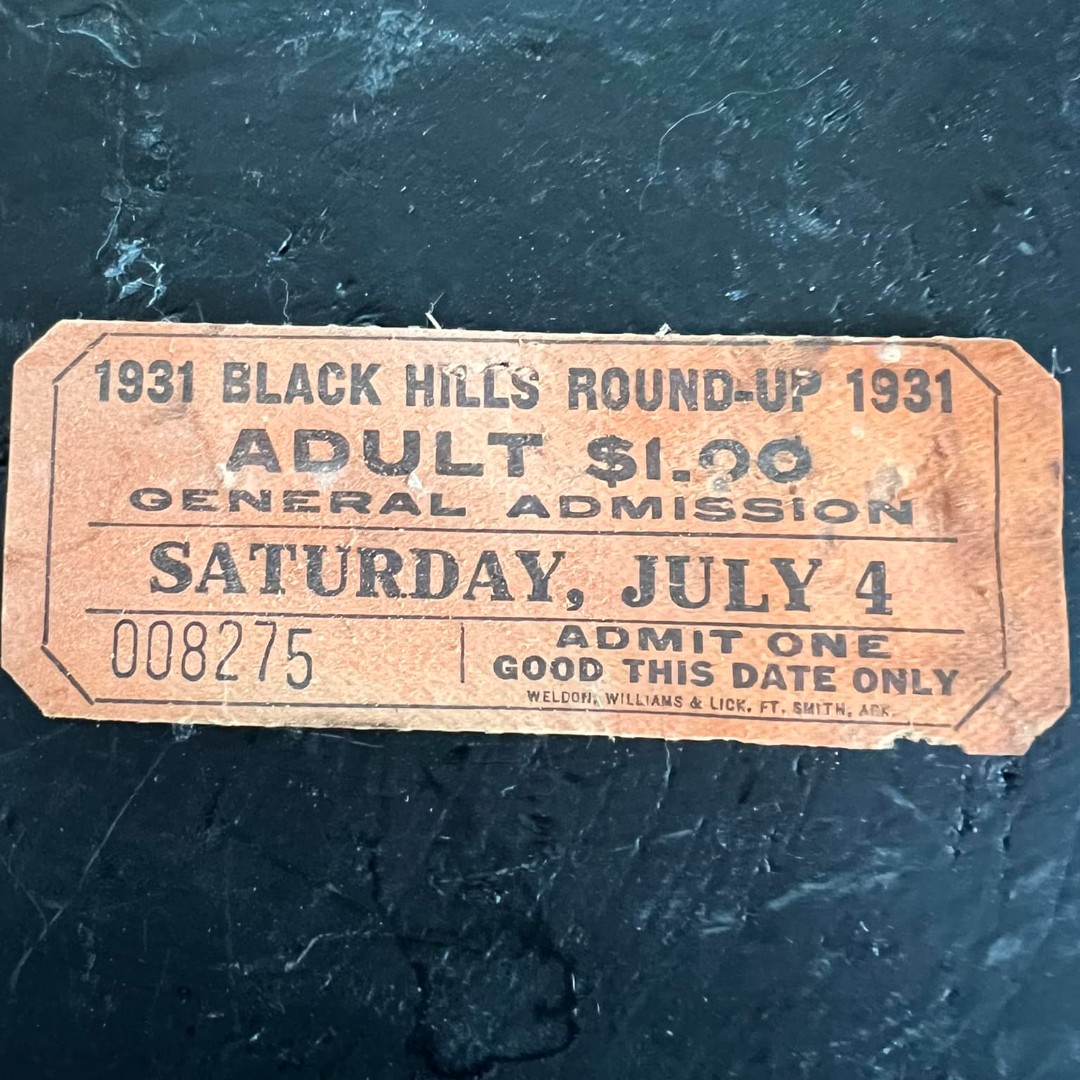 1931 BLACK HILLS ROUND-UP 1931
ADULT $1.00
GENERAL ADMISSION
SATURDAY, JULY 4
008275
ADMIT ONE
GOOD THIS DATE ONLY
WELDON, WILLIAMS & LICK, FT. SMITH, ARK.